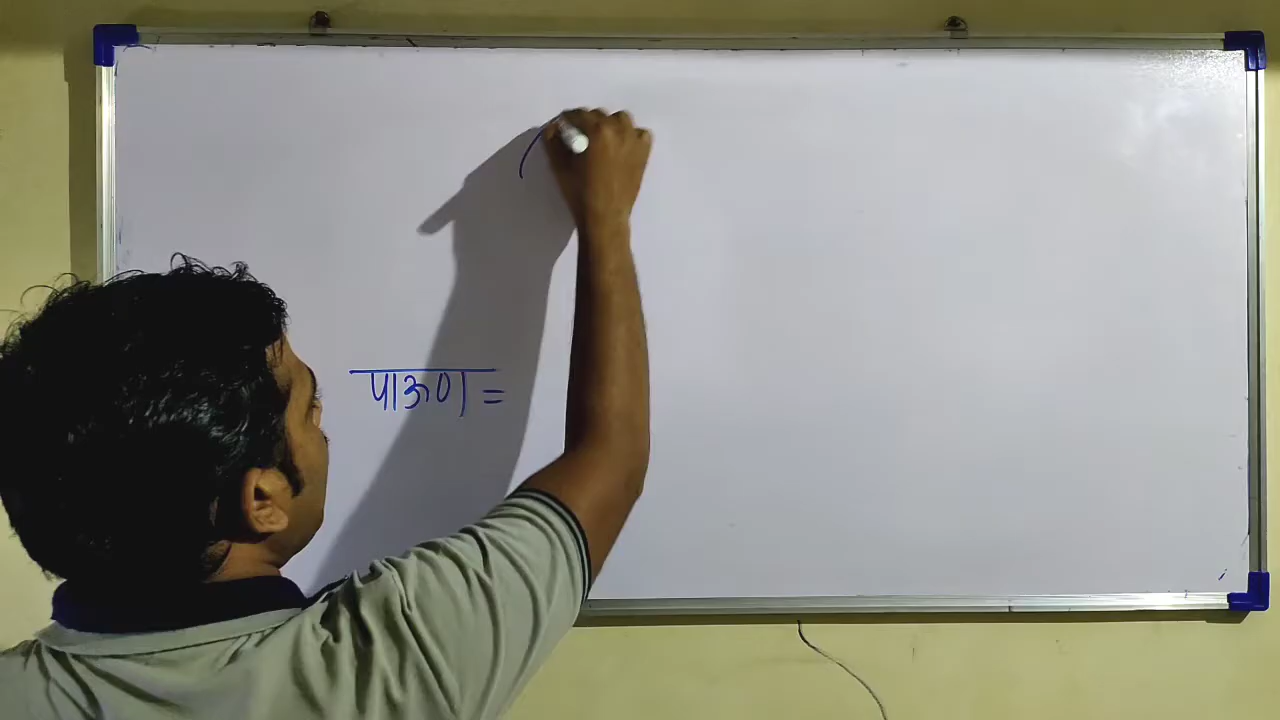 पाऊण =